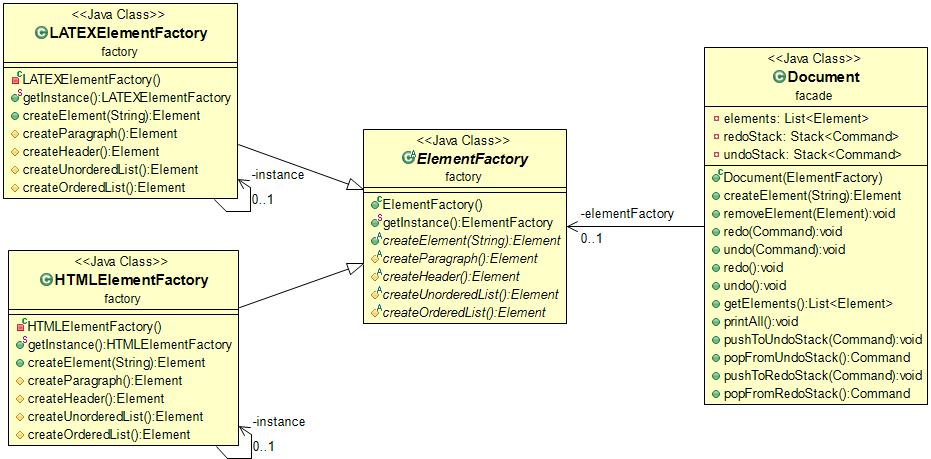 <<Java Class>>
LATEXElementFactory
factory
LATEXElementFactory()
getInstance():LATEXElementFactory
createElement(String):Element
createParagraph():Element
createHeader():Element
createUnorderedList():Element
createOrderedList():Element
-instance
0..1
<<Java Class>>
HTMLElementFactory
factory
HTMLElementFactory()
getInstance():HTMLElementFactory
createElement(String):Element
createParagraph():Element
createHeader():Element
createUnorderedList():Element
createOrderedList():Element
-instance
0..1
<<Java Class>>
ElementFactory
factory
ElementFactory()
getInstance():ElementFactory
createElement(String):Element
createParagraph():Element
createHeader():Element
createUnorderedList():Element
createOrderedList():Element
-elementFactory
0..1
<<Java Class>>
Document
facade
elements: List<Element>
redoStack: Stack<Command>
undoStack: Stack<Command>
Document(ElementFactory)
createElement(String):Element
removeElement(Element):void
redo(Command):void
undo(Command):void
redo():void
undo():void
getElements():List<Element>
printAll():void
pushToUndoStack(Command):void
popFromUndoStack():Command
pushToRedoStack(Command):void
popFromRedoStack():Command